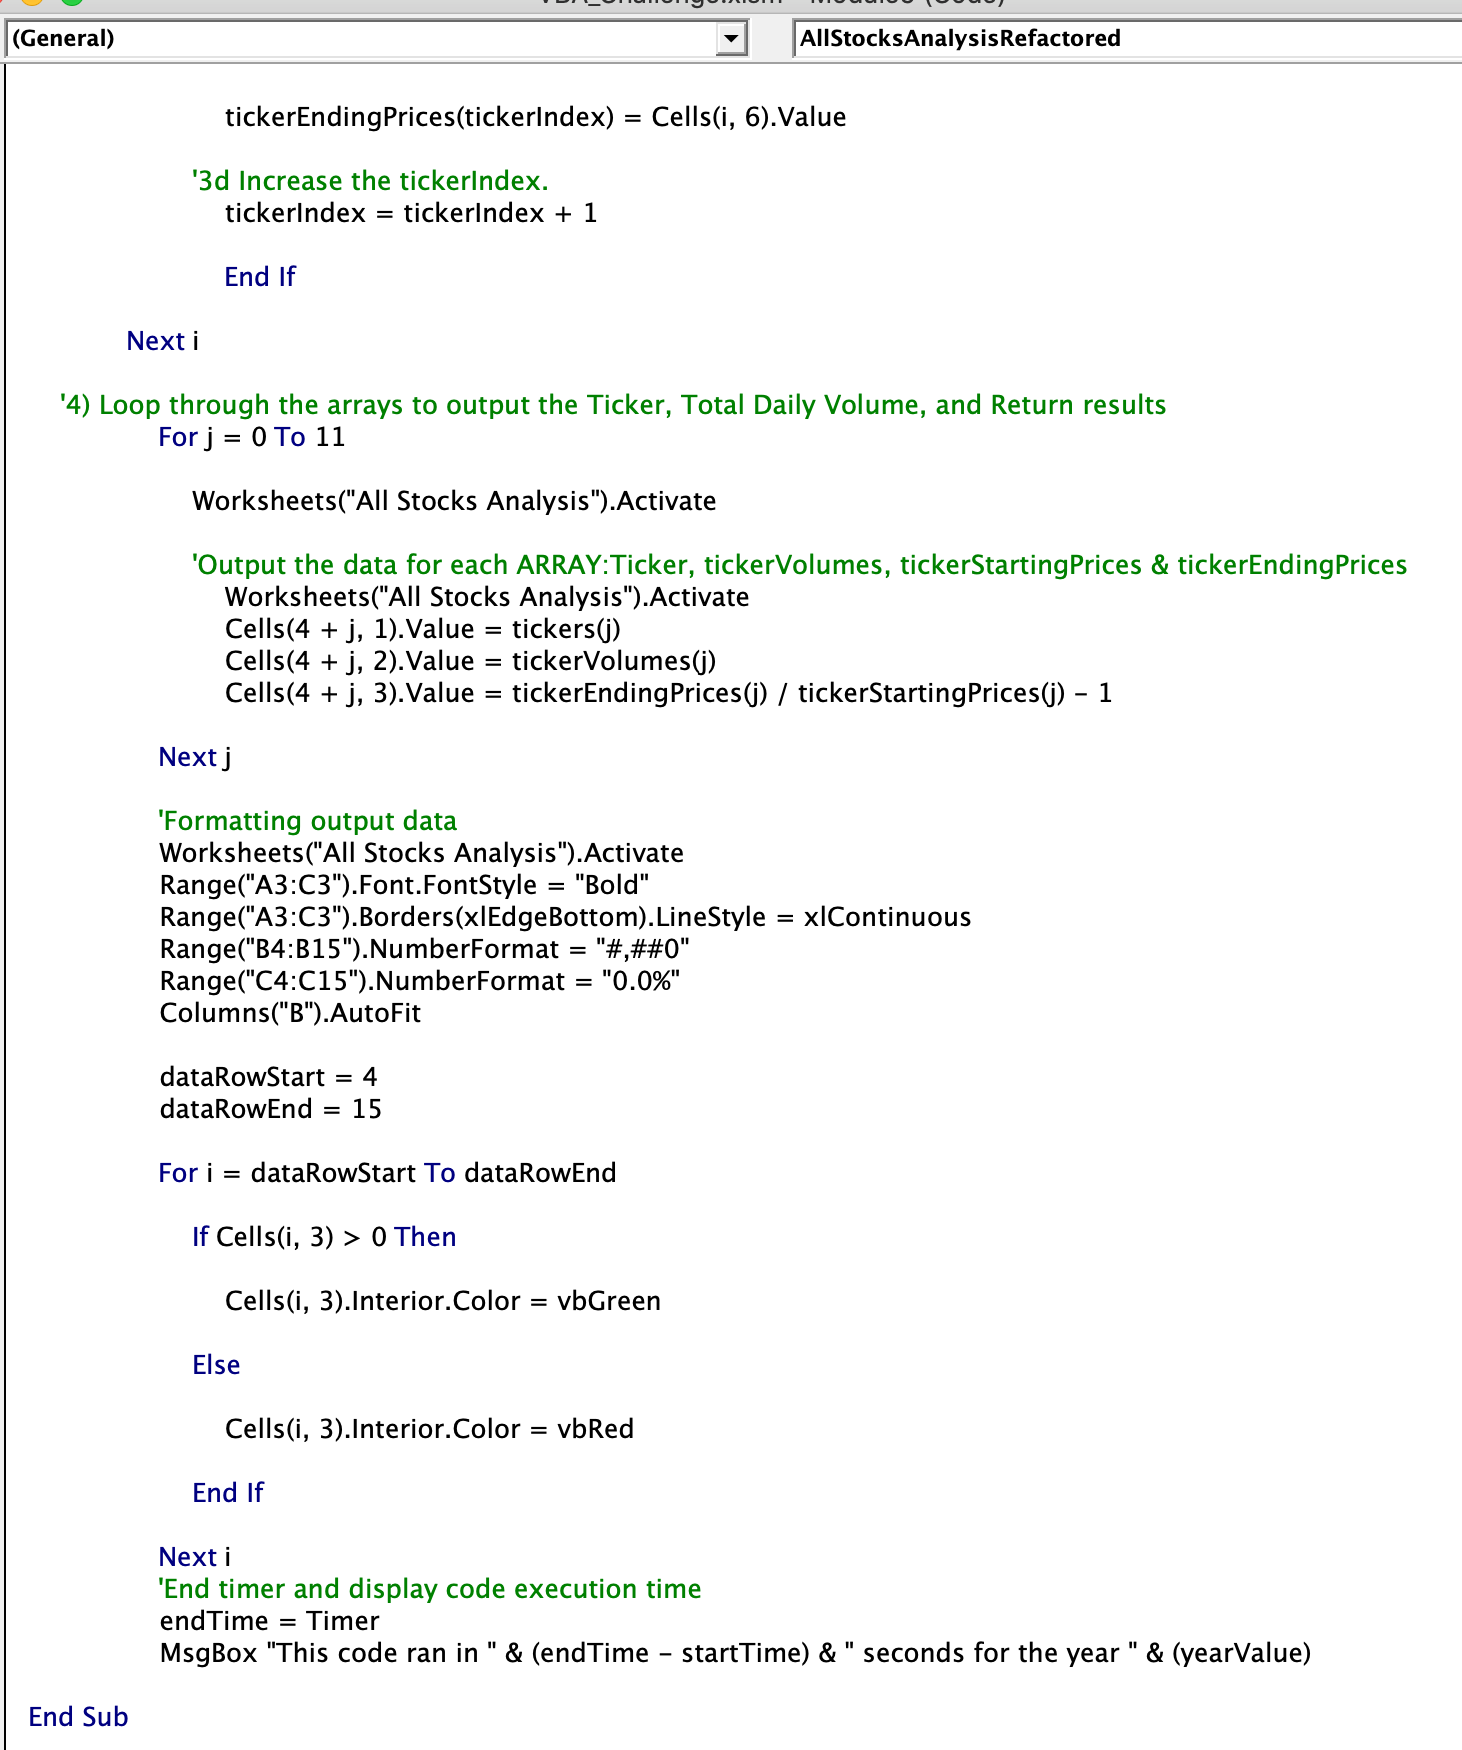 (General)
AllStocksAnalysisRefactored
tickerEndingPrices(tickerIndex) = Cells(i, 6).Value
'3d Increase the tickerIndex.
tickerIndex = tickerIndex + 1
End If
Next i
'4) Loop through the arrays to output the Ticker, Total Daily Volume, and Return results
For j = 0 To 11
Worksheets("All Stocks Analysis").Activate
'Output the data for each ARRAY:Ticker, tickerVolumes, tickerStartingPrices & tickerEndingPrices
Worksheets("All Stocks Analysis").Activate
Cells(4 + j, 1).Value = tickers(j)
Cells(4 + j, 2).Value = tickerVolumes(j)
Cells(4 + j, 3).Value = tickerEndingPrices(j) / tickerStartingPrices(j) - 1
Next j
'Formatting output data
Worksheets("All Stocks Analysis").Activate
Range("A3:C3").Font.FontStyle = "Bold"
Range("A3:C3").Borders(xlEdgeBottom).LineStyle = xlContinuous
Range("B4:B15").NumberFormat = "#,##0"
Range("C4:C15").NumberFormat = "0.0%"
Columns("B").AutoFit
dataRowStart = 4
dataRowEnd = 15
For i = dataRowStart To dataRowEnd
If Cells(i, 3) > 0 Then
Cells(i, 3).Interior.Color = vbGreen
Else
Cells(i, 3).Interior.Color = vbRed
End If
Next i
'End timer and display code execution time
endTime = Timer
MsgBox "This code ran in " & (endTime - startTime) & " seconds for the year " & (yearValue)
End Sub